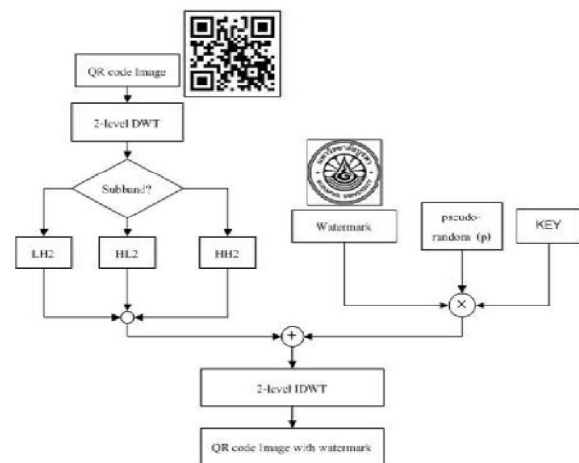 QR code Image
2-level DWT
Subband?
LH2
HL2
HH2
Watermark
pseudo-
random (p)
KEY
×
+
2-level IDWT
QR code Image with watermark